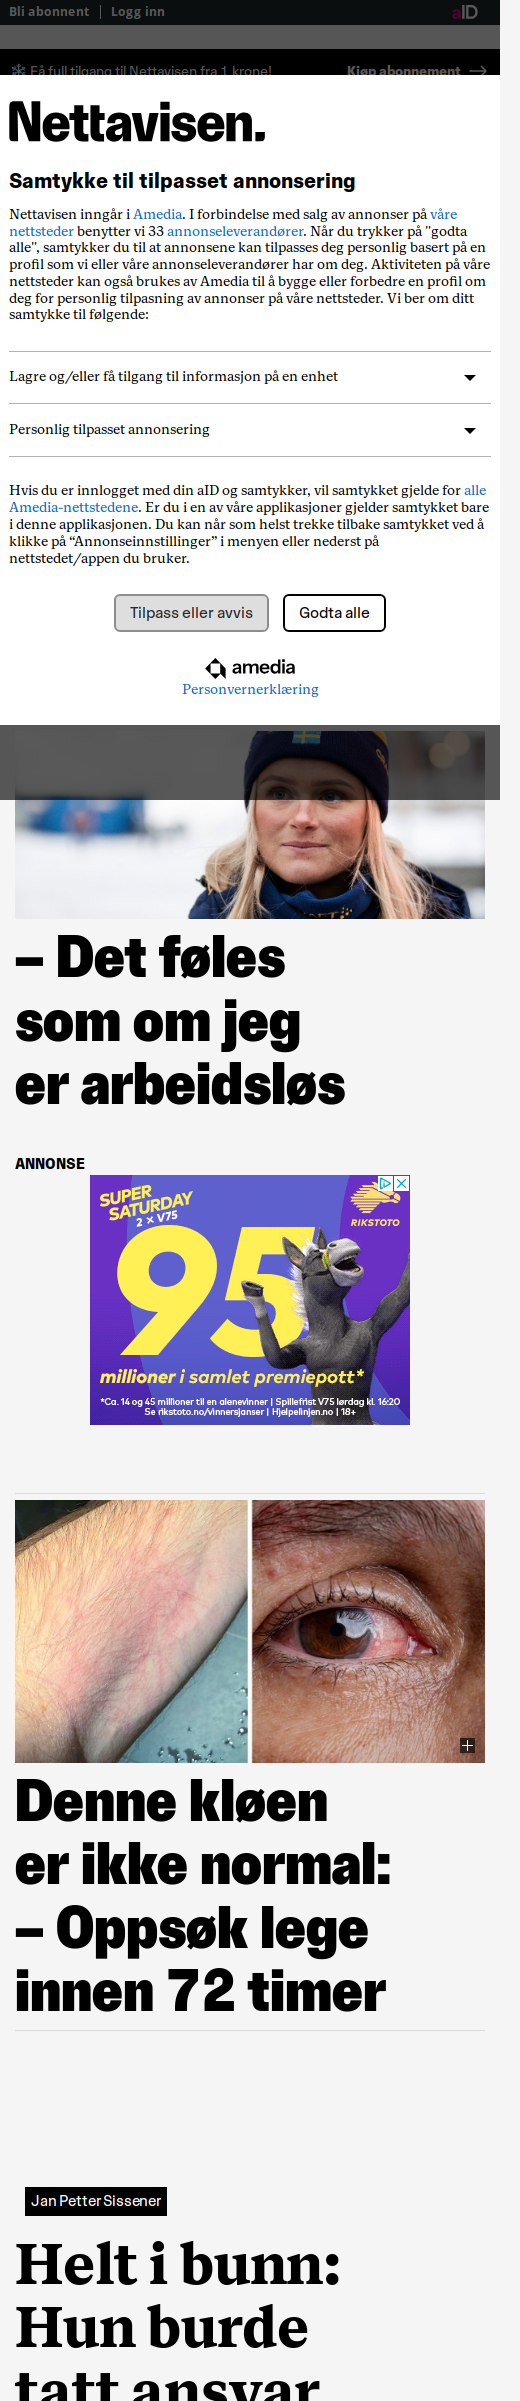 Bli abonnent | Logg inn
aID
Få full tilgang til Nettavisen fra 1 krone!
Kjøp abonnement →
Nettavisen.
Samtykke til tilpasset annonsering
Nettavisen inngår i Amedia. I forbindelse med salg av annonser på våre
nettsteder benytter vi 33 annonseleverandører. Når du trykker på "godta
alle", samtykker du til at annonsene kan tilpasses deg personlig basert på en
profil som vi eller våre annonseleverandører har om deg. Aktiviteten på våre
nettsteder kan også brukes av Amedia til å bygge eller forbedre en profil om
deg for personlig tilpasning av annonser på våre nettsteder. Vi ber om ditt
samtykke til følgende:
Lagre og/eller få tilgang til informasjon på en enhet
Personlig tilpasset annonsering
Hvis du er innlogget med din aID og samtykker, vil samtykket gjelde for alle
Amedia-nettstedene. Er du i en av våre applikasjoner gjelder samtykket bare
i denne applikasjonen. Du kan når som helst trekke tilbake samtykket ved å
klikke på “Annonseinnstillinger” i menyen eller nederst på
nettstedet/appen du bruker.
Tilpass eller avvis
Godta alle
amedia
Personvernerklæring
– Det føles
som om jeg
er arbeidsløs
ANNONSE
SUPER
SATURDAY
2 X V75
RIKSTOTO
95
millioner i samlet premiepott*
*Ca. 14 og 45 millioner til en alenevinner | Spillefrist V75 lørdag kl. 16:20
Se rikstoto.no/vinnersjanser | Hjelpelinjen.no | 18+
Denne kløen
er ikke normal:
– Oppsøk lege
innen 72 timer
Jan Petter Sissener
Helt i bunn:
Hun burde
tatt ansvar